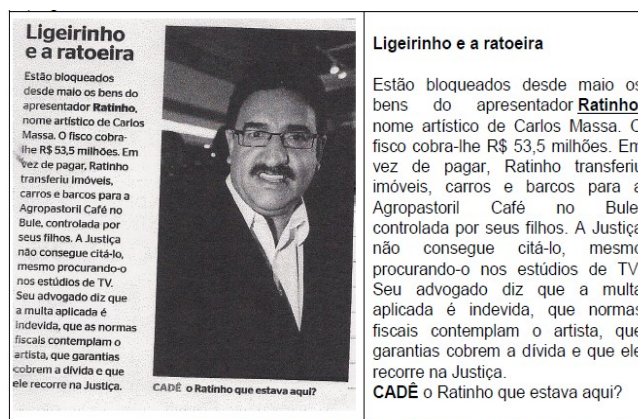 Ligeirinho
e a ratoeira
Estão bloqueados
desde maio os bens do
apresentador Ratinho,
nome artístico de Carlos
Massa. O fisco cobra-
lhe R$ 53,5 milhões. Em
vez de pagar, Ratinho
transferiu imóveis,
carros e barcos para a
Agropastoril Café no
Bule, controlada por
seus filhos. A Justiça
não consegue citá-lo,
mesmo procurando-o
nos estúdios de TV.
Seu advogado diz que
a multa aplicada é
indevida, que as normas
fiscais contemplam o
artista, que garantias
cobrem a dívida e que
ele recorre na Justiça.
CADÊ o Ratinho que estava aqui?
Ligeirinho e a ratoeira
Estão bloqueados desde maio os
bens do apresentador Ratinho,
nome artístico de Carlos Massa. O
fisco cobra-lhe R$ 53,5 milhões. Em
vez de pagar, Ratinho transferiu
imóveis, carros e barcos para a
Agropastoril Café no Bule,
controlada por seus filhos. A Justiça
não consegue citá-lo, mesmo
procurando-o nos estúdios de TV.
Seu advogado diz que a multa
aplicada é indevida, que normas
fiscais contemplam o artista, que
garantias cobrem a dívida e que ele
recorre na Justiça.
CADÊ o Ratinho que estava aqui?